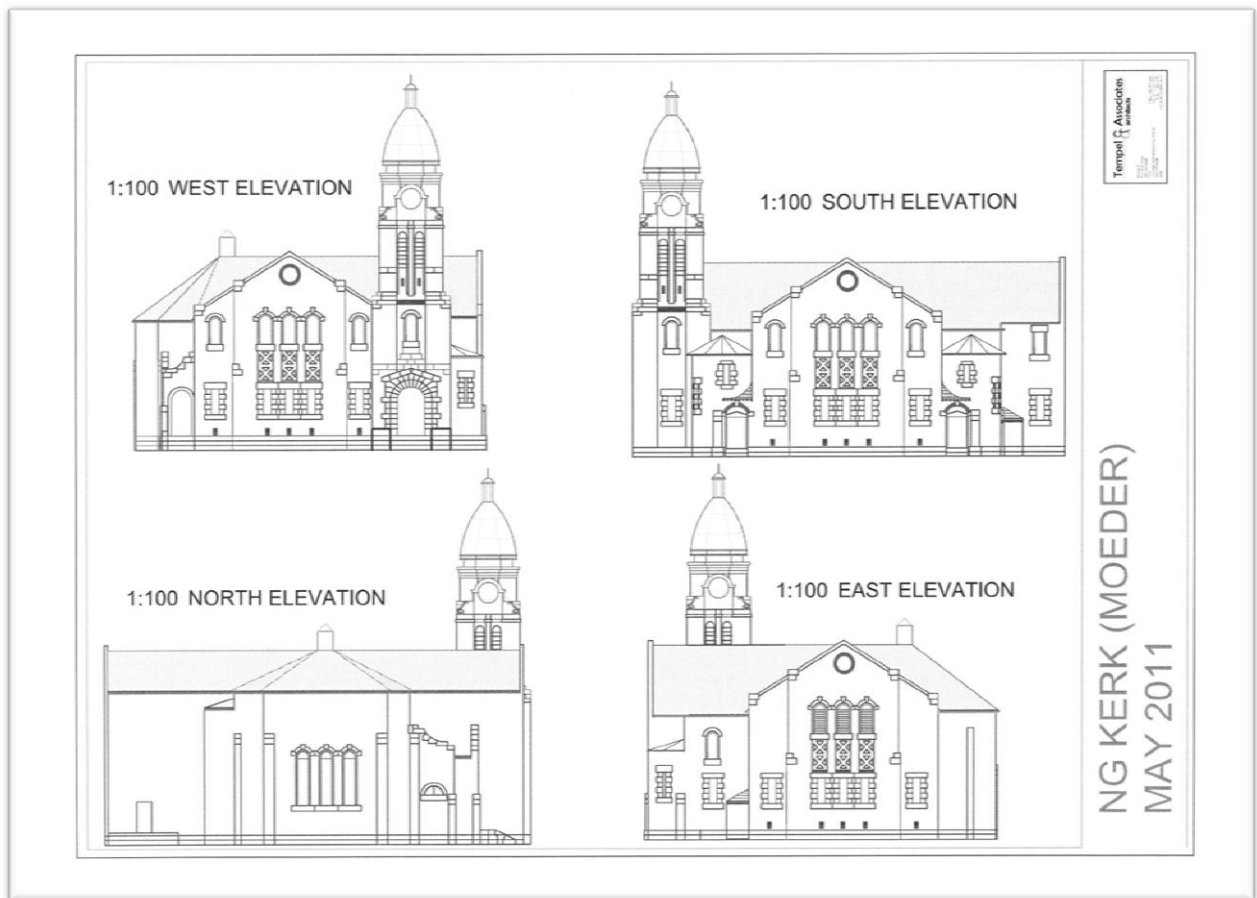 1:100 WEST ELEVATION
1:100 SOUTH ELEVATION
1:100 NORTH ELEVATION
1:100 EAST ELEVATION
Tempel & Associates
architects
NG KERK (MOEDER)
MAY 2011